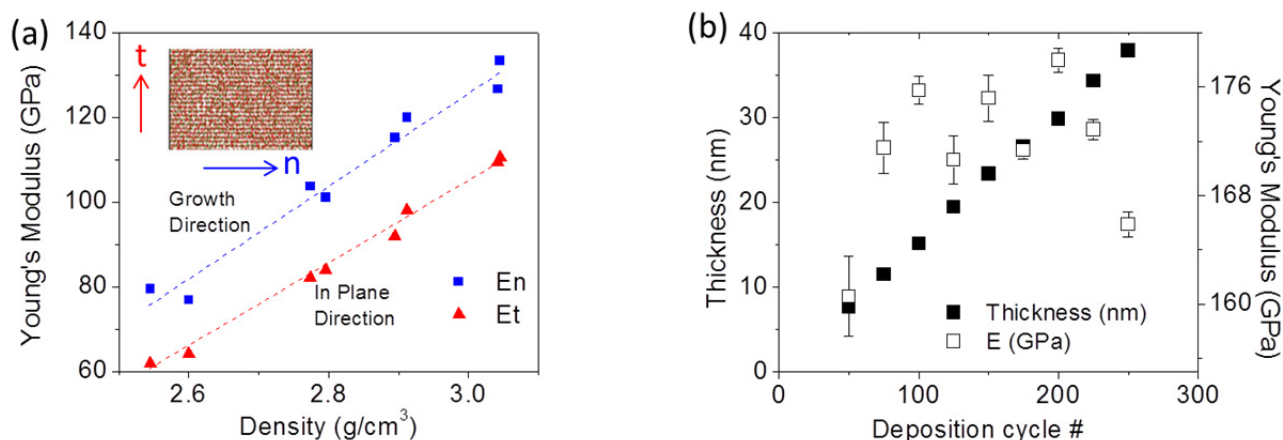 (a)
140
120
100
80
60
Young's Modulus (GPa)
t
n
Growth
Direction
In Plane
Direction
En
Et
2.6
2.8
3.0
Density (g/cm³)
(b)
40
30
20
10
0
Thickness (nm)
Thickness (nm)
E (GPa)
176
168
160
Young's Modulus (GPa)
0
100
200
300
Deposition cycle #